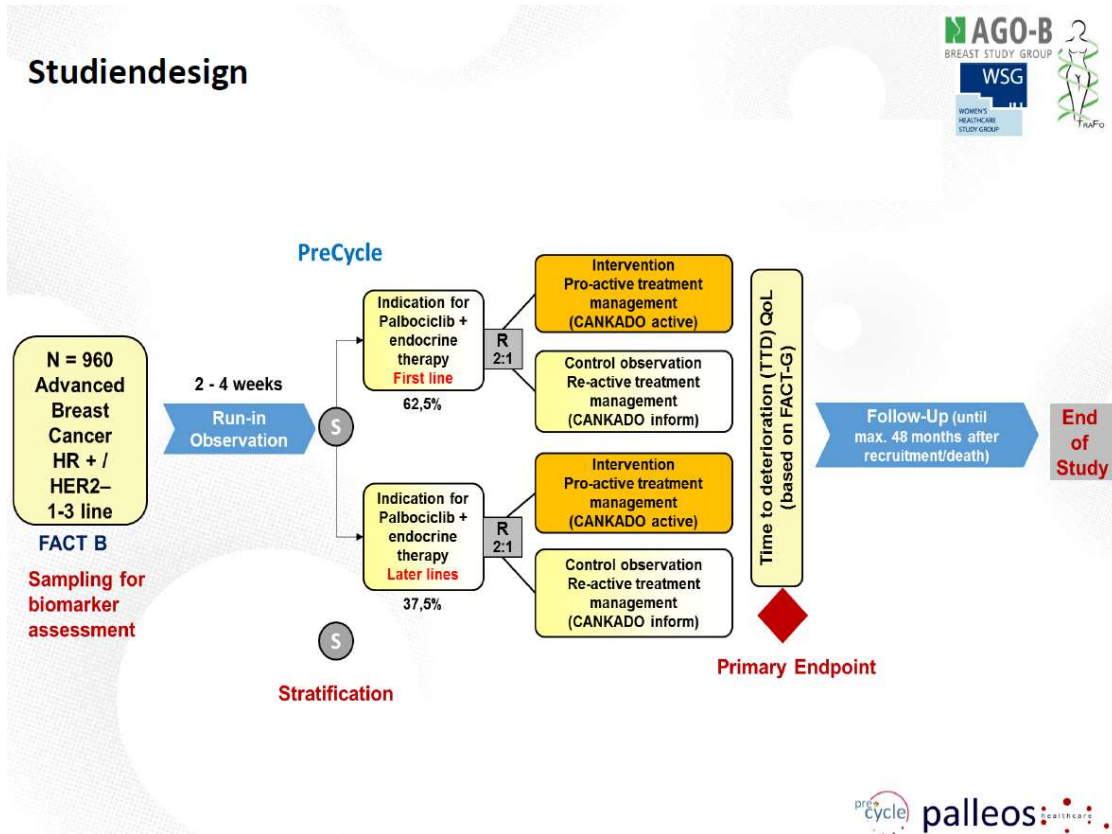 Studiendesign
AGO-B
BREAST STUDY GROUP
WSG
WOMEN'S
HEALTHCARE
STUDY GROUP
TRAFO
PreCycle
N = 960
Advanced
Breast
Cancer
HR + /
HER2–
1-3 line
FACT B
Sampling for
biomarker
assessment
2 - 4 weeks
Run-in
Observation
S
Indication for
Palbociclib +
endocrine
therapy
First line
62,5%
R
2:1
Intervention
Pro-active treatment
management
(CANKADO active)
Control observation
Re-active treatment
management
(CANKADO inform)
Indication for
Palbociclib +
endocrine
therapy
Later lines
37,5%
R
2:1
Intervention
Pro-active treatment
management
(CANKADO active)
Control observation
Re-active treatment
management
(CANKADO inform)
S
Stratification
Time to deterioration (TTD) QoL
(based on FACT-G)
Primary Endpoint
Follow-Up (until
max. 48 months after
recruitment/death)
End
of
Study
pre
cycle
palleos
healthcare